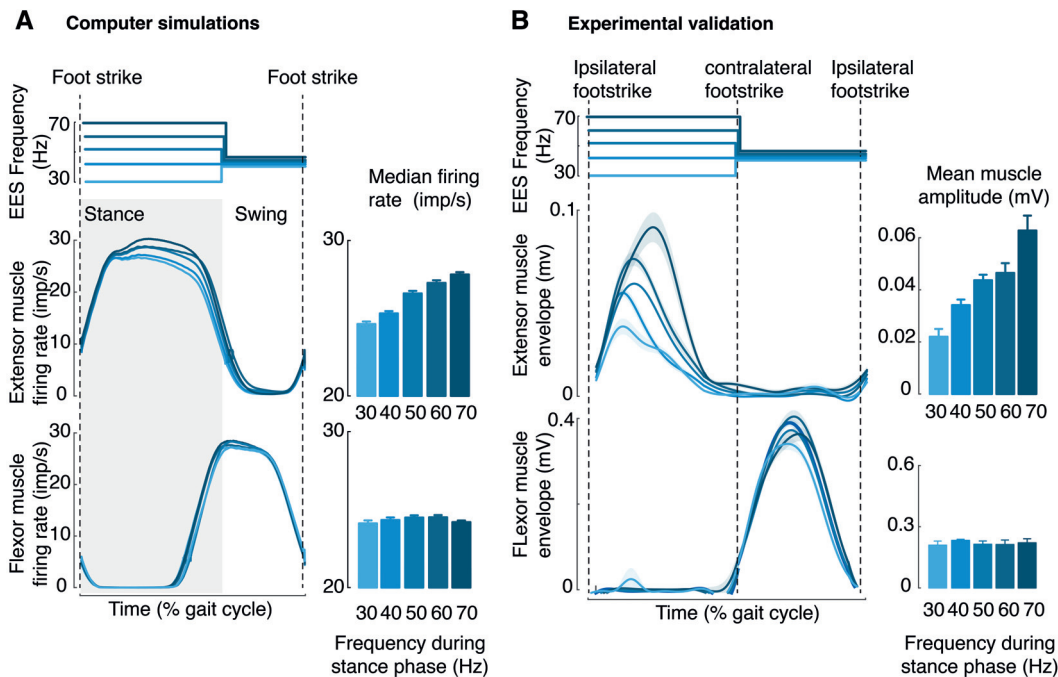 A Computer simulations
Foot strike
Foot strike
EES Frequency
(Hz)
70
30
Stance
Swing
Extensor muscle
firing rate (imp/s)
30
20
10
0
Flexor muscle
firing rate (imp/s)
30
20
10
0
Time (% gait cycle)
Median firing
rate (imp/s)
30
20
30 40 50 60 70
30
20
30 40 50 60 70
Frequency during
stance phase (Hz)
B Experimental validation
Ipsilateral
footstrike
contralateral
footstrike
Ipsilateral
footstrike
EES Frequency
(Hz)
70
30
Extensor muscle
envelope (mv)
0.1
0
FLexor muscle
envelope (mV)
0.4
0.2
0
Time (% gait cycle)
Mean muscle
amplitude (mV)
0.06
0.02
0
30 40 50 60 70
0.6
0.3
0
30 40 50 60 70
Frequency during
stance phase (Hz)